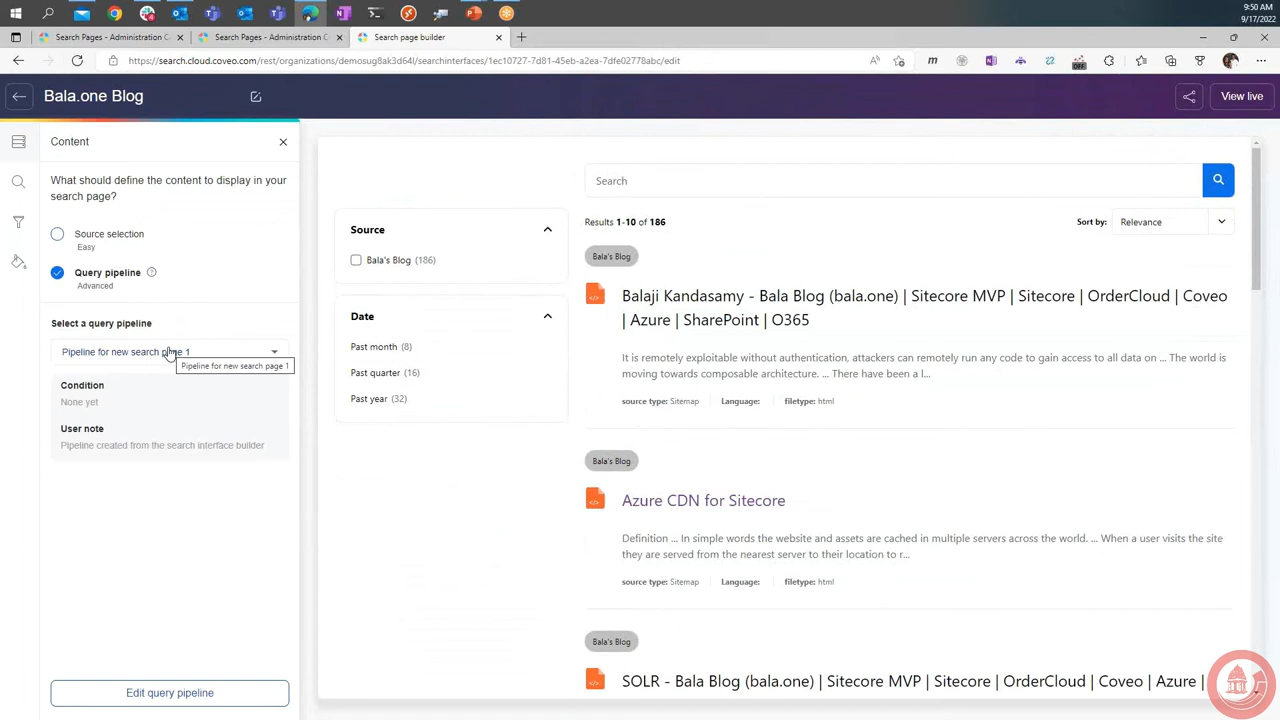 9:50 AM
9/17/2022
Search Pages - Administration C
Search Pages - Administration C
Search page builder
https://search.cloud.coveo.com/rest/organizations/demosug8ak3d64l/searchinterfaces/1ec10727-7d81-45eb-a2ea-7dfe02778abc/edit
Bala.one Blog
View live
Content
What should define the content to display in your
search page?
Source selection
Easy
Query pipeline
Advanced
Select a query pipeline
Pipeline for new search page 1
Pipeline for new search page 1
Condition
None yet
User note
Pipeline created from the search interface builder
Edit query pipeline
Search
Results 1-10 of 186
Sort by:
Relevance
Source
Bala's Blog (186)
Date
Past month (8)
Past quarter (16)
Past year (32)
Bala's Blog
Balaji Kandasamy - Bala Blog (bala.one) | Sitecore MVP | Sitecore | OrderCloud | Coveo
| Azure | SharePoint | O365
It is remotely exploitable without authentication, attackers can remotely run any code to gain access to all data on ... The world is
moving towards composable architecture. ... There have been a l...
source type: Sitemap
Language:
filetype: html
Bala's Blog
Azure CDN for Sitecore
Definition ... In simple words the website and assets are cached in multiple servers across the world. ... When a user visits the site
they are served from the nearest server to their location to r...
source type: Sitemap
Language:
filetype: html
Bala's Blog
SOLR - Bala Blog (bala.one) | Sitecore MVP | Sitecore | OrderCloud | Coveo | Azure |